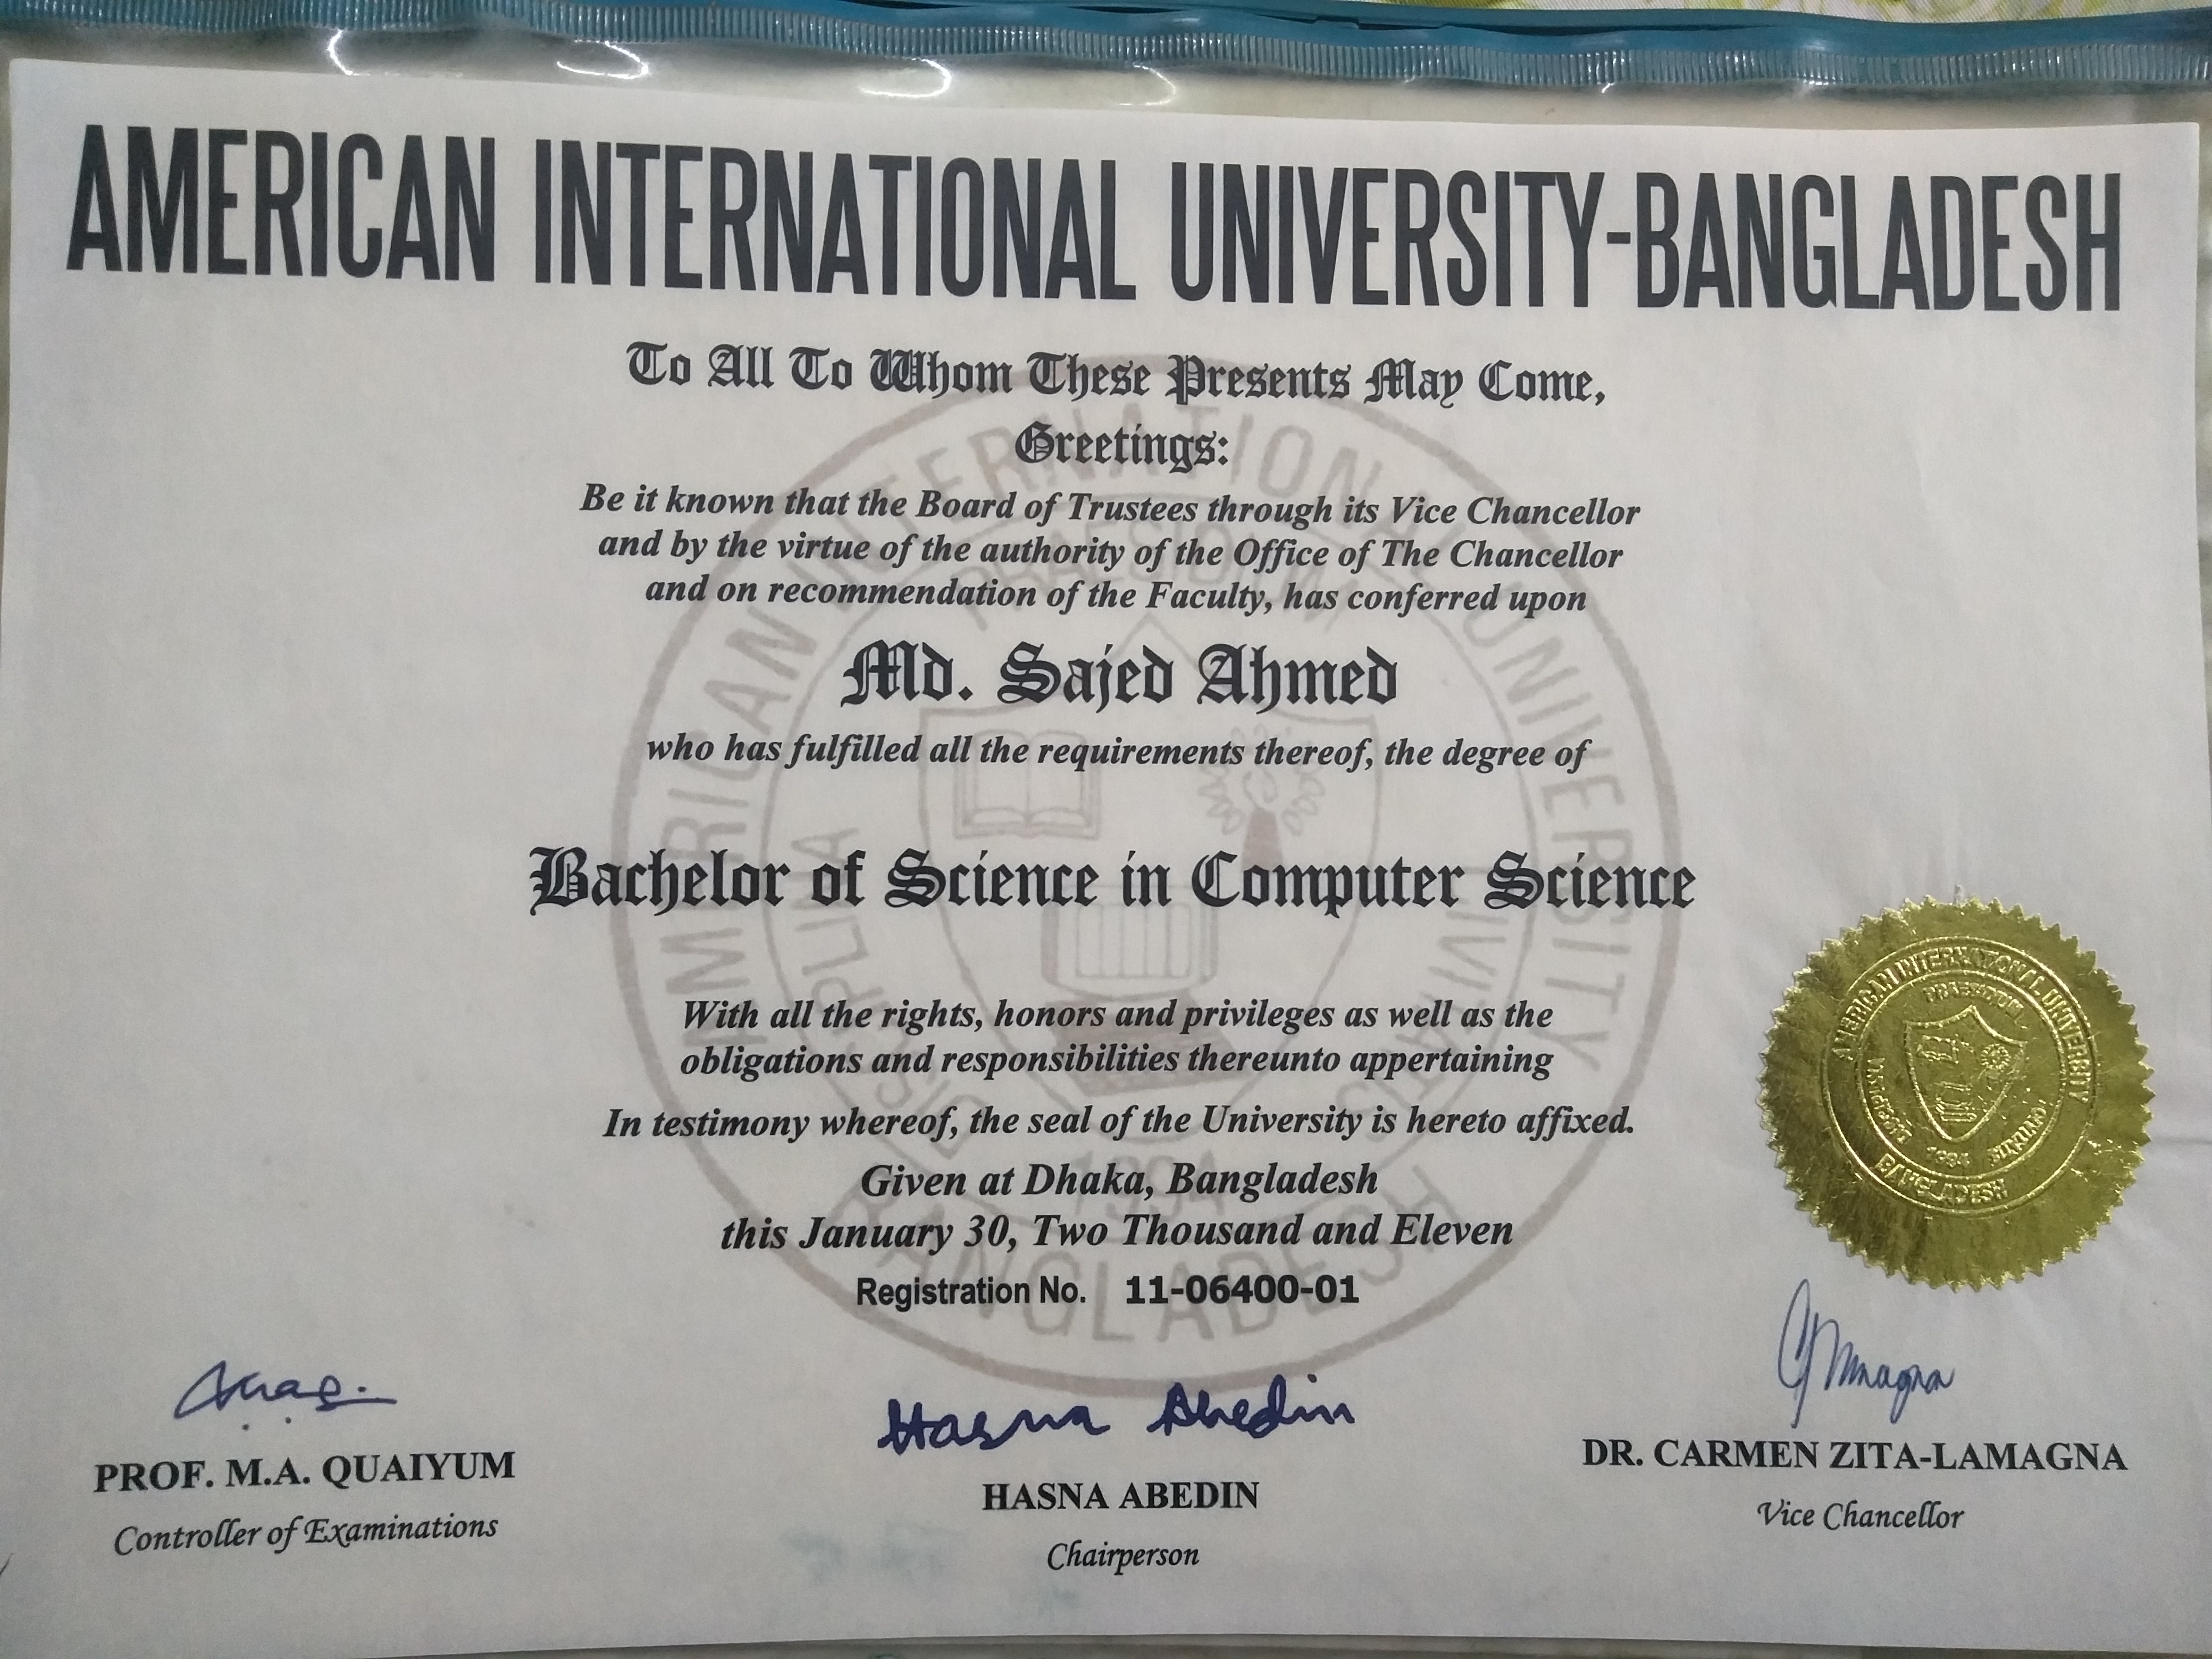 AMERICAN INTERNATIONAL UNIVERSITY-BANGLADESH
To All To Whom These Presents May Come,
Greetings:
Be it known that the Board of Trustees through its Vice Chancellor
and by the virtue of the authority of the Office of The Chancellor
and on recommendation of the Faculty, has conferred upon
Md. Sajed Ahmed
who has fulfilled all the requirements thereof, the degree of
Bachelor of Science in Computer Science
With all the rights, honors and privileges as well as the
obligations and responsibilities thereunto appertaining
In testimony whereof, the seal of the University is hereto affixed.
Given at Dhaka, Bangladesh
this January 30, Two Thousand and Eleven
Registration No. 11-06400-01
AMERICAN INTERNATIONAL UNIVERSITY
1994
BANGLADESH
Hasna Abedin
PROF. M.A. QUAIYUM
Controller of Examinations
HASNA ABEDIN
Chairperson
DR. CARMEN ZITA-LAMAGNA
Vice Chancellor